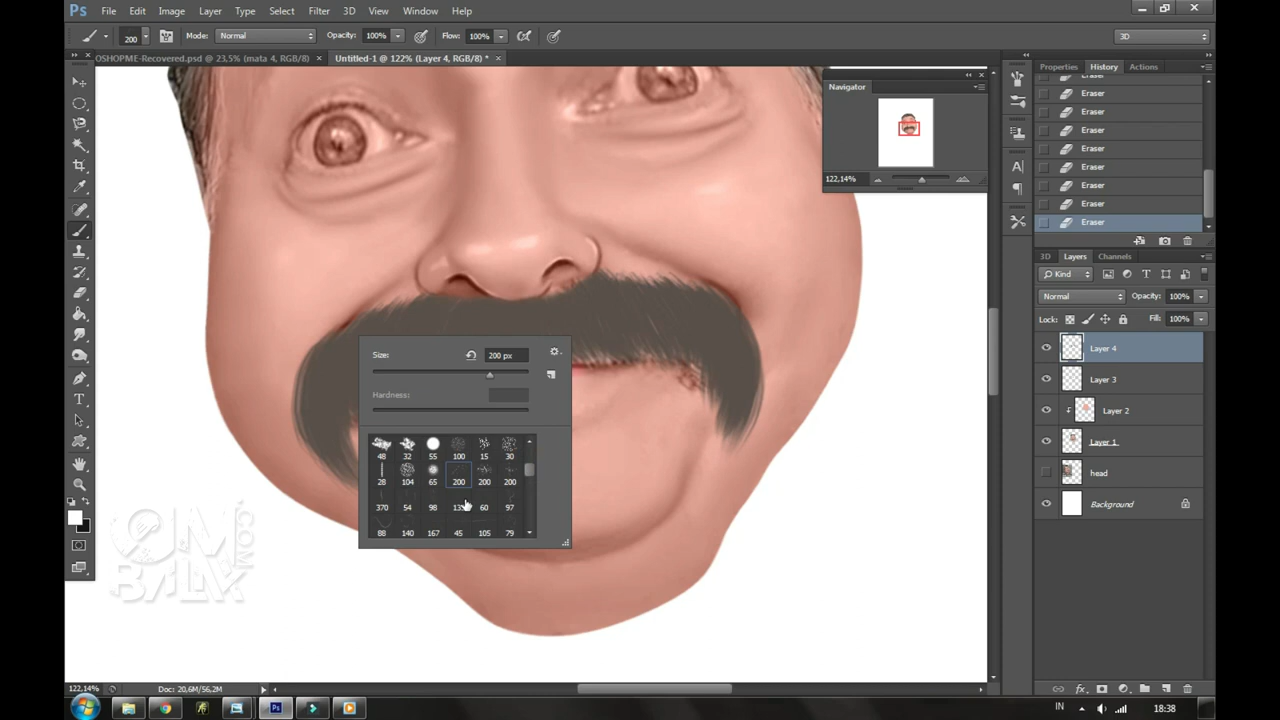 Ps File Edit Image Layer Type Select Filter 3D View Window Help
200 Mode: Normal Opacity: 100% Flow: 100% 3D
OSHOPME-Recovered.psd @ 23,5% (mata 4, RGB/8) × Untitled-1 @ 122% (Layer 4, RGB/8) * ×
Navigator
122,14%
Properties History Actions
Eraser
Eraser
Eraser
Eraser
Eraser
Eraser
Eraser
Eraser
Eraser
3D Layers Channels
Kind
Normal Opacity: 100%
Lock: Fill: 100%
Layer 4
Layer 3
Layer 2
Layer 1
head
Background
Size: 200 px
Hardness:
48 32 55 100 15 30
28 104 65 200 200 200
370 54 98 60 97
88 140 167 45 105 79
OM
BALAK
.COM
122,14% Doc: 20,6M/56,2M
IN 18:38